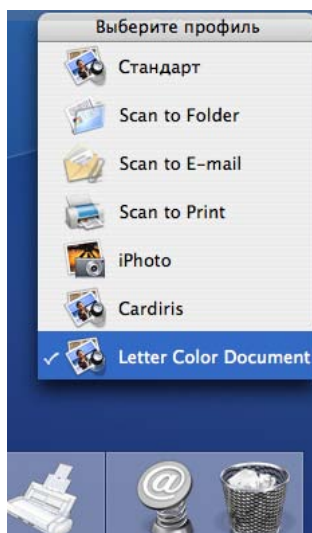 Выберите профиль
Стандарт
Scan to Folder
Scan to E-mail
Scan to Print
iPhoto
Cardiris
Letter Color Document
@